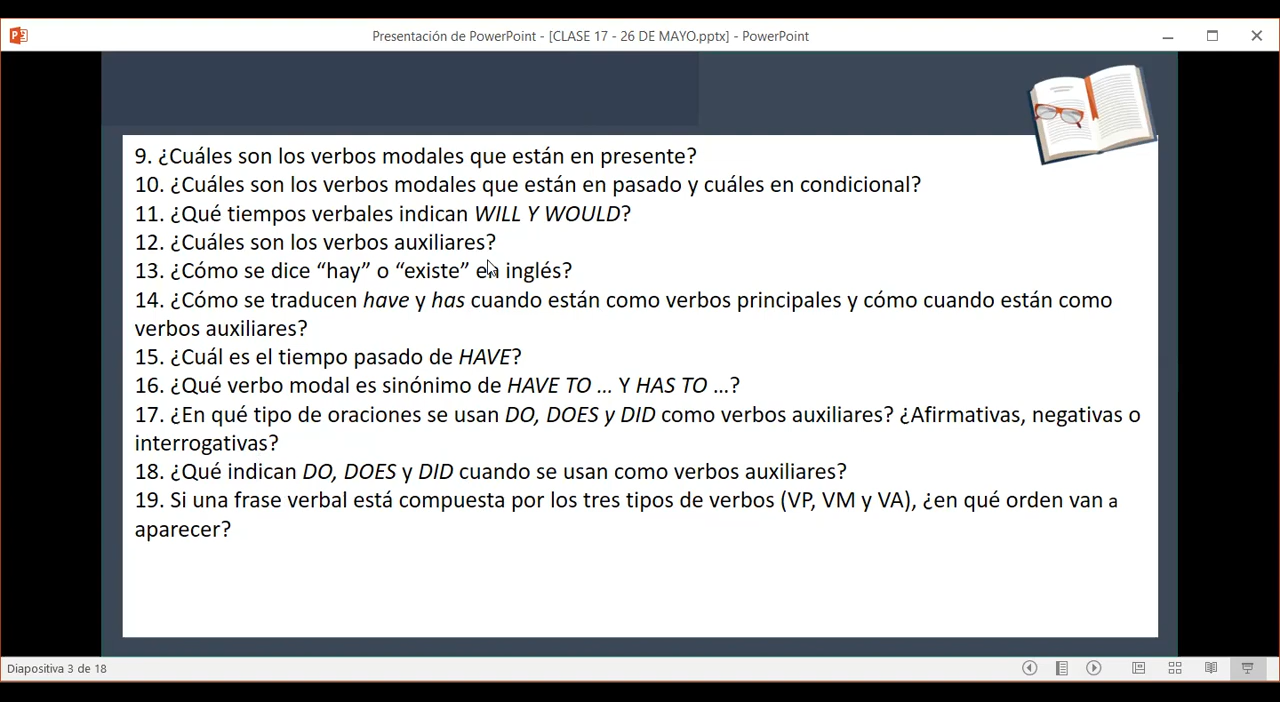 Presentación de PowerPoint - [CLASE 17 - 26 DE MAYO.pptx] - PowerPoint
9. ¿Cuáles son los verbos modales que están en presente?
10. ¿Cuáles son los verbos modales que están en pasado y cuáles en condicional?
11. ¿Qué tiempos verbales indican WILL Y WOULD?
12. ¿Cuáles son los verbos auxiliares?
13. ¿Cómo se dice “hay” o “existe” en inglés?
14. ¿Cómo se traducen have y has cuando están como verbos principales y cómo cuando están como
verbos auxiliares?
15. ¿Cuál es el tiempo pasado de HAVE?
16. ¿Qué verbo modal es sinónimo de HAVE TO ... Y HAS TO ...?
17. ¿En qué tipo de oraciones se usan DO, DOES y DID como verbos auxiliares? ¿Afirmativas, negativas o
interrogativas?
18. ¿Qué indican DO, DOES y DID cuando se usan como verbos auxiliares?
19. Si una frase verbal está compuesta por los tres tipos de verbos (VP, VM y VA), ¿en qué orden van a
aparecer?
Diapositiva 3 de 18